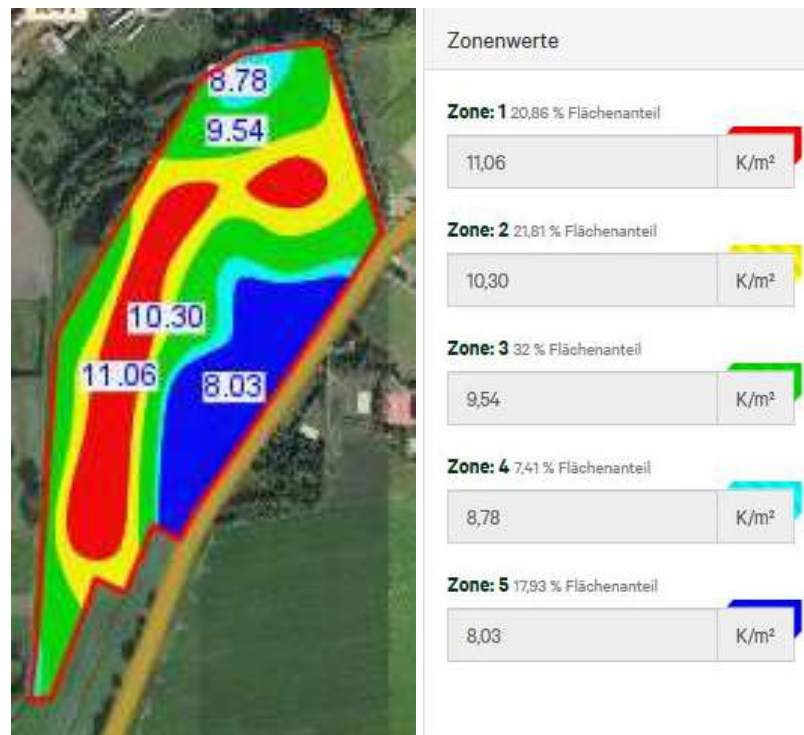 8.78
9.54
10.30
11.06
8.03
Zonenwerte
Zone: 1 20,86 % Flächenanteil
11,06 K/m²
Zone: 2 21,81 % Flächenanteil
10,30 K/m²
Zone: 3 32 % Flächenanteil
9,54 K/m²
Zone: 4 7,41 % Flächenanteil
8,78 K/m²
Zone: 5 17,93 % Flächenanteil
8,03 K/m²